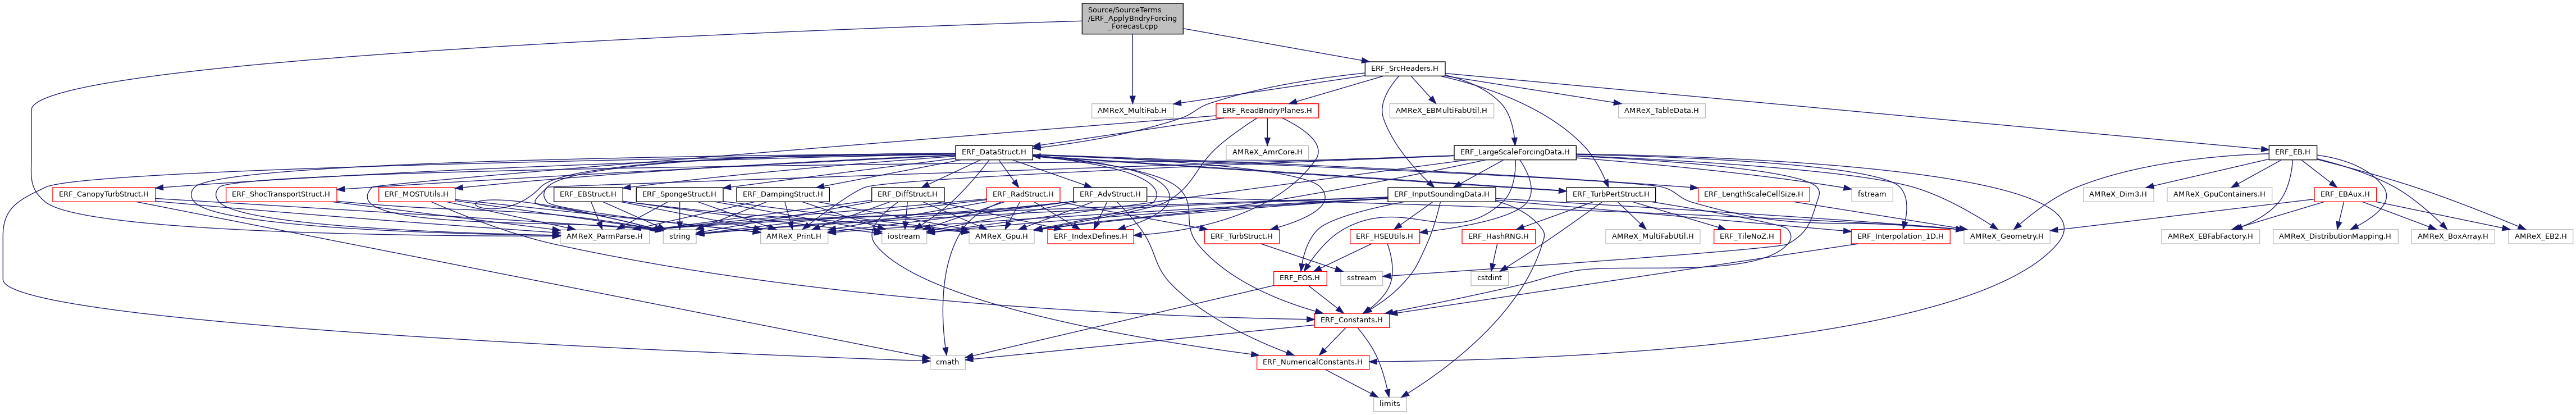 Source/SourceTerms
/ERF_ApplyBndryForcing
_Forecast.cpp
ERF_SrcHeaders.H
AMReX_MultiFab.H
ERF_ReadBndryPlanes.H
AMReX_EBMultiFabUtil.H
AMReX_TableData.H
ERF_DataStruct.H
AMReX_AmrCore.H
ERF_LargeScaleForcingData.H
ERF_EB.H
ERF_CanopyTurbStruct.H
ERF_ShocTransportStruct.H
ERF_MOSTUtils.H
ERF_EBStruct.H
ERF_SpongeStruct.H
ERF_DampingStruct.H
ERF_DiffStruct.H
ERF_RadStruct.H
ERF_AdvStruct.H
ERF_InputSoundingData.H
ERF_TurbPertStruct.H
ERF_LengthScaleCellSize.H
fstream
AMReX_Dim3.H
AMReX_GpuContainers.H
ERF_EBAux.H
AMReX_ParmParse.H
string
AMReX_Print.H
iostream
AMReX_Gpu.H
ERF_IndexDefines.H
ERF_TurbStruct.H
ERF_HSEUtils.H
ERF_HashRNG.H
AMReX_MultiFabUtil.H
ERF_TileNoZ.H
ERF_Interpolation_1D.H
AMReX_Geometry.H
AMReX_EBFabFactory.H
AMReX_DistributionMapping.H
AMReX_BoxArray.H
AMReX_EB2.H
ERF_EOS.H
sstream
cstdint
ERF_Constants.H
cmath
ERF_NumericalConstants.H
limits